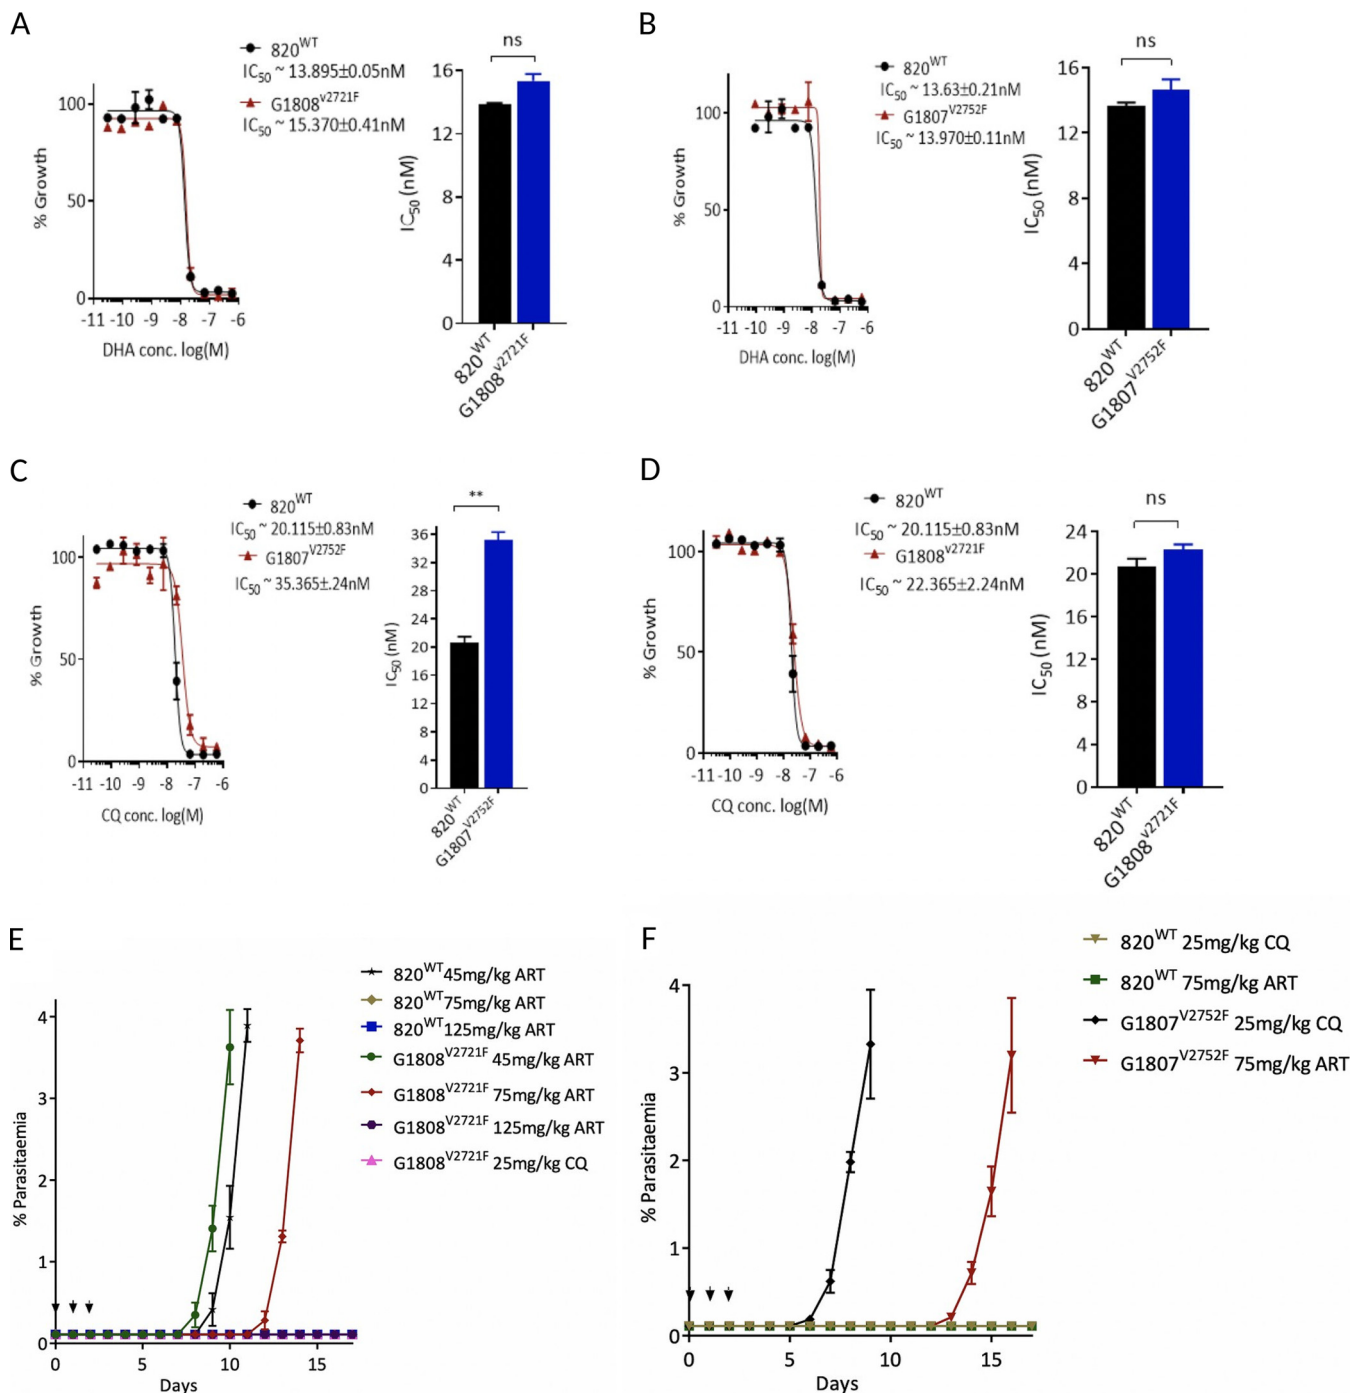 A
820WT
IC50 ~ 13.895±0.05nM
G1808v2721F
IC50 ~ 15.370±0.41nM
% Growth
100
50
0
-11 -10 -9 -8 -7 -6
DHA conc. log(M)
ns
IC50 (nM)
16
12
8
4
0
820WT
G1808v2721F
B
820WT
IC50 ~ 13.63±0.21nM
G1807V2752F
IC50 ~ 13.970±0.11nM
% Growth
100
50
0
-11 -10 -9 -8 -7 -6
DHA conc. log(M)
ns
IC50 (nM)
16
12
8
4
0
820WT
G1807V2752F
C
820WT
IC50 ~ 20.115±0.83nM
G1807V2752F
IC50 ~ 35.365±.24nM
% Growth
100
50
0
-11 -10 -9 -8 -7 -6
CQ conc. log(M)
**
IC50 (nM)
36
32
28
24
20
16
12
8
4
0
820WT
G1807V2752F
D
820WT
IC50 ~ 20.115±0.83nM
G1808v2721F
IC50 ~ 22.365±2.24nM
% Growth
100
50
0
-11 -10 -9 -8 -7 -6
CQ conc. log(M)
ns
IC50 (nM)
24
20
16
12
8
4
0
820WT
G1808v2721F
E
820WT 45mg/kg ART
820WT 75mg/kg ART
820WT 125mg/kg ART
G1808V2721F 45mg/kg ART
G1808V2721F 75mg/kg ART
G1808V2721F 125mg/kg ART
G1808V2721F 25mg/kg CQ
% Parasitaemia
4
3
2
1
0
0 5 10 15
Days
F
820WT 25mg/kg CQ
820WT 75mg/kg ART
G1807V2752F 25mg/kg CQ
G1807V2752F 75mg/kg ART
% Parasitaemia
4
3
2
1
0
0 5 10 15
Days